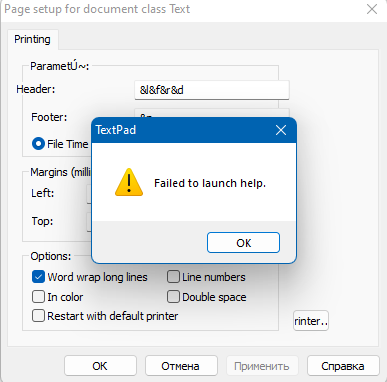 Page setup for document class Text
Printing
ParametÚ~:
Header:
&l&f&r&d
Footer:
File Time
TextPad
Failed to launch help.
OK
Margins (milli
Left:
Top:
Options:
Word wrap long lines
Line numbers
In color
Double space
Restart with default printer
rinter..
OK
Отмена
Применить
Справка